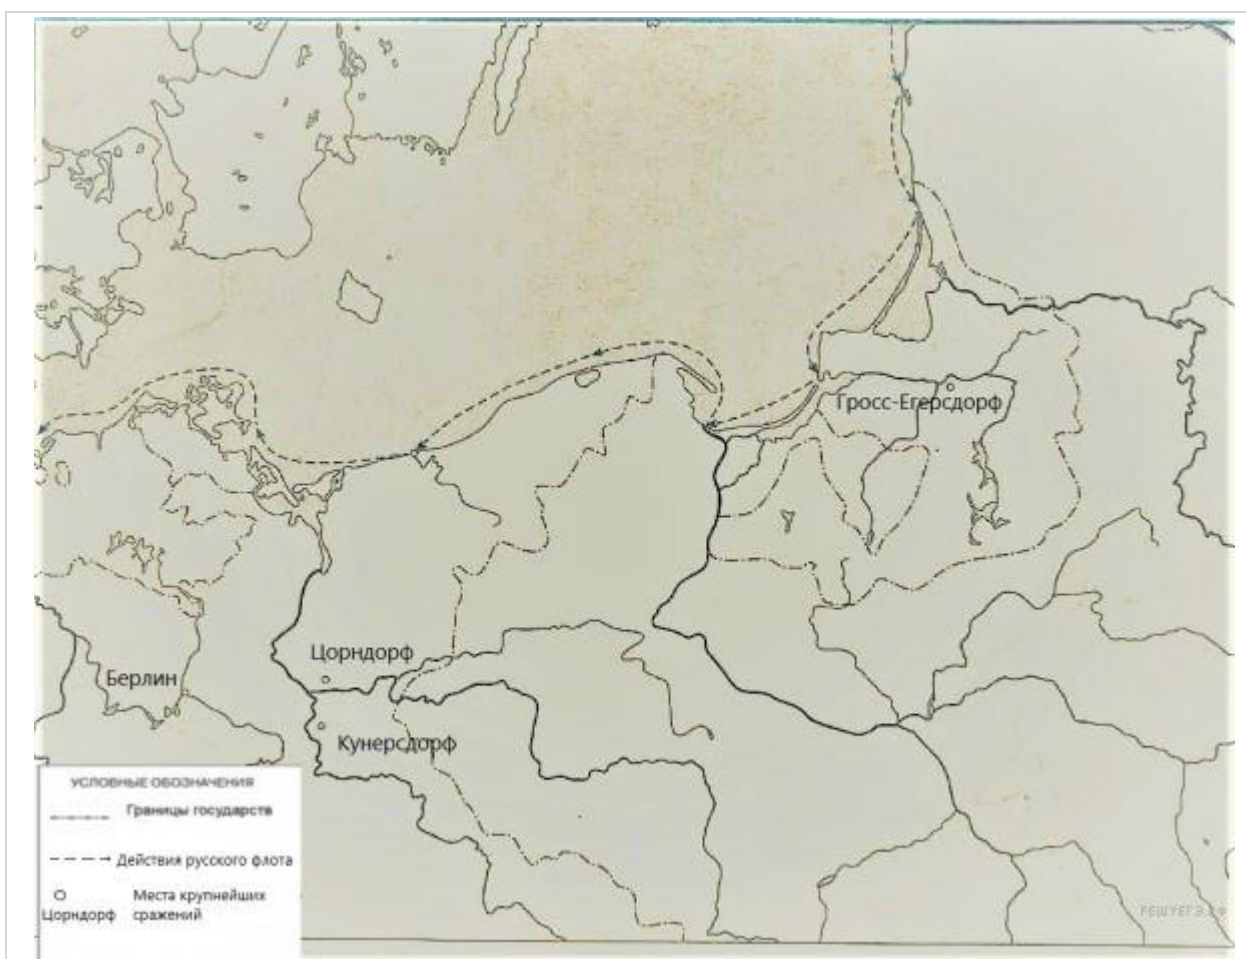 Гросс-Егерсдорф
Цорндорф
Берлин
Кунерсдорф
УСЛОВНЫЕ ОБОЗНАЧЕНИЯ
Границы государств
Действия русского флота
Места крупнейших
Цорндорф сражений
РЕШУЕГЭ.РФ